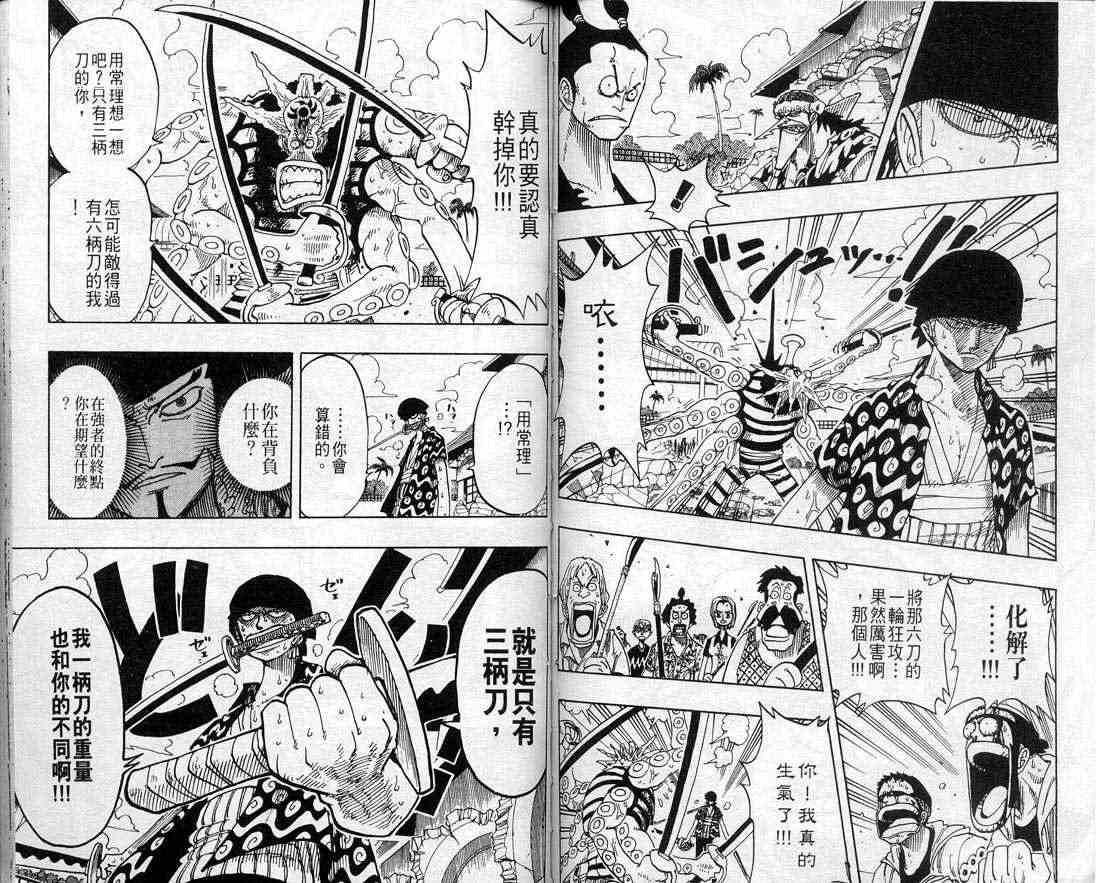 ！
バシュッ…!!
咴
……
化解了
……!!!
將那六刀的
一輪狂攻…
果然厲害啊
，那個人!!!
你！我真的
生氣了!!!
真的要認真
幹掉你!!!
用常理想一想
吧？只有三柄
刀的你，
怎可能敵得過
有六柄刀的我
！
「用常理」
…!?
……你會
算錯的。
你在背負
什麼？
在強者的終點
你在期望什麼
？
就是只有
三柄刀，
ゼェ
ゼェ
我一柄刀的重量
也和你的不同啊!!!